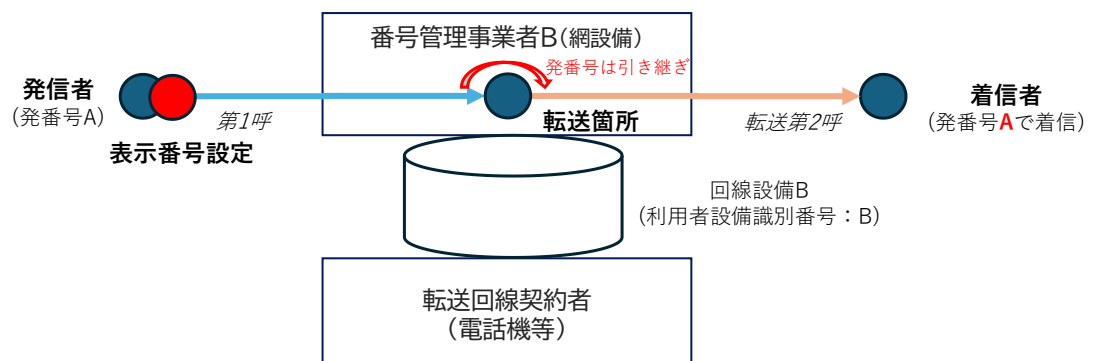 番号管理事業者B(網設備)
発番号は引き継ぎ
発信者
(発番号A)
表示番号設定
第1呼
転送箇所
転送第2呼
着信者
(発番号Aで着信)
回線設備B
(利用者設備識別番号:B)
転送回線契約者
(電話機等)